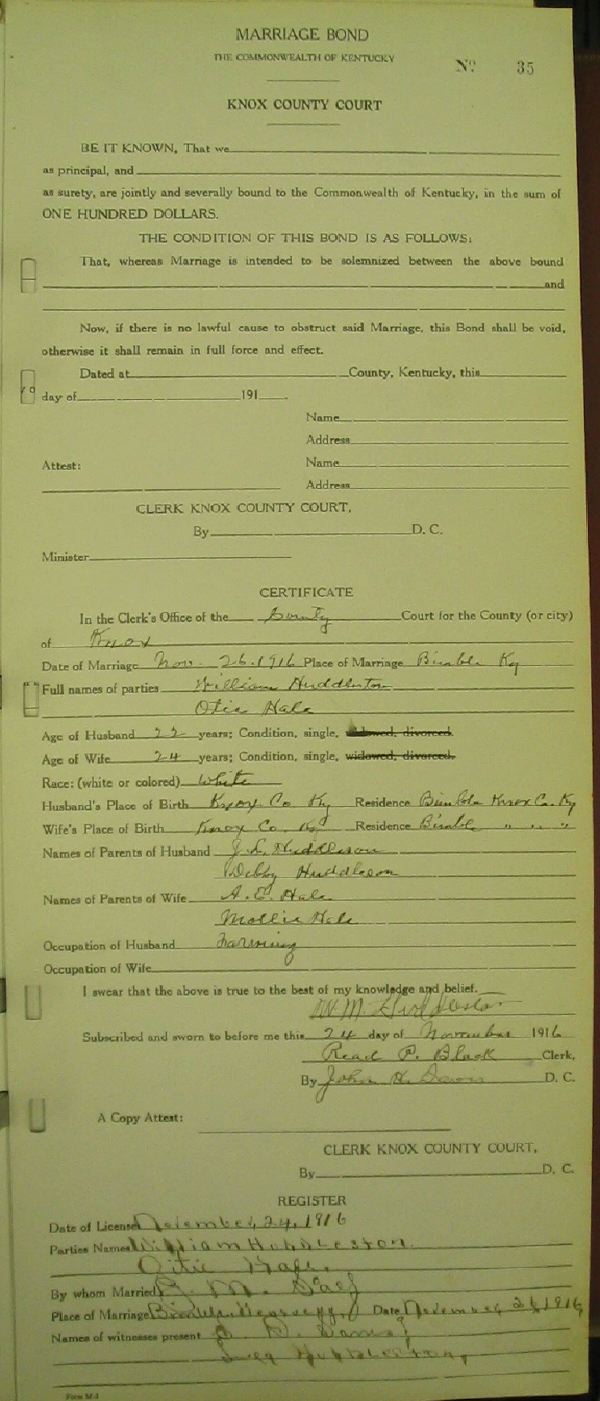 MARRIAGE BOND
THE COMMONWEALTH OF KENTUCKY
No 35
KNOX COUNTY COURT
BE IT KNOWN, That we
as principal, and
as surety, are jointly and severally bound to the Commonwealth of Kentucky, in the sum of
ONE HUNDRED DOLLARS.
THE CONDITION OF THIS BOND IS AS FOLLOWS:
That, whereas Marriage is intended to be solemnized between the above bound
and
Now, if there is no lawful cause to obstruct said Marriage, this Bond shall be void,
otherwise it shall remain in full force and effect.
Dated at County, Kentucky, this
day of 191
Name
Address
Attest: Name
Address
CLERK KNOX COUNTY COURT,
By D. C.
Minister
CERTIFICATE
In the Clerk's Office of the County Court for the County (or city)
of Knox
Date of Marriage Nov. 26. 1916 Place of Marriage Bimble Ky
Full names of parties William Huddleston
Otie Hale
Age of Husband 22 years; Condition, single, widowed, divorced.
Age of Wife 24 years; Condition, single, widowed, divorced.
Race: (white or colored) White
Husband's Place of Birth Knox Co. Ky Residence Bimble Knox Co. Ky
Wife's Place of Birth Knox Co. Ky Residence Bimble " " "
Names of Parents of Husband J. L. Huddleson
Debby Huddleson
Names of Parents of Wife A. E. Hale
Mollie Hale
Occupation of Husband Farming
Occupation of Wife
I swear that the above is true to the best of my knowledge and belief.
Wm Huddleston
Subscribed and sworn to before me this 24 day of November 1916
Read P. Black Clerk,
By John H. Davis D. C.
A Copy Attest:
CLERK KNOX COUNTY COURT,
By D. C.
REGISTER
Date of License November, 24, 1916
Parties Names William Hubbleston.
Otie Hale,
By whom Married R. M.
Place of Marriage Date November 26, 1916
Names of witnesses present
Form M-1